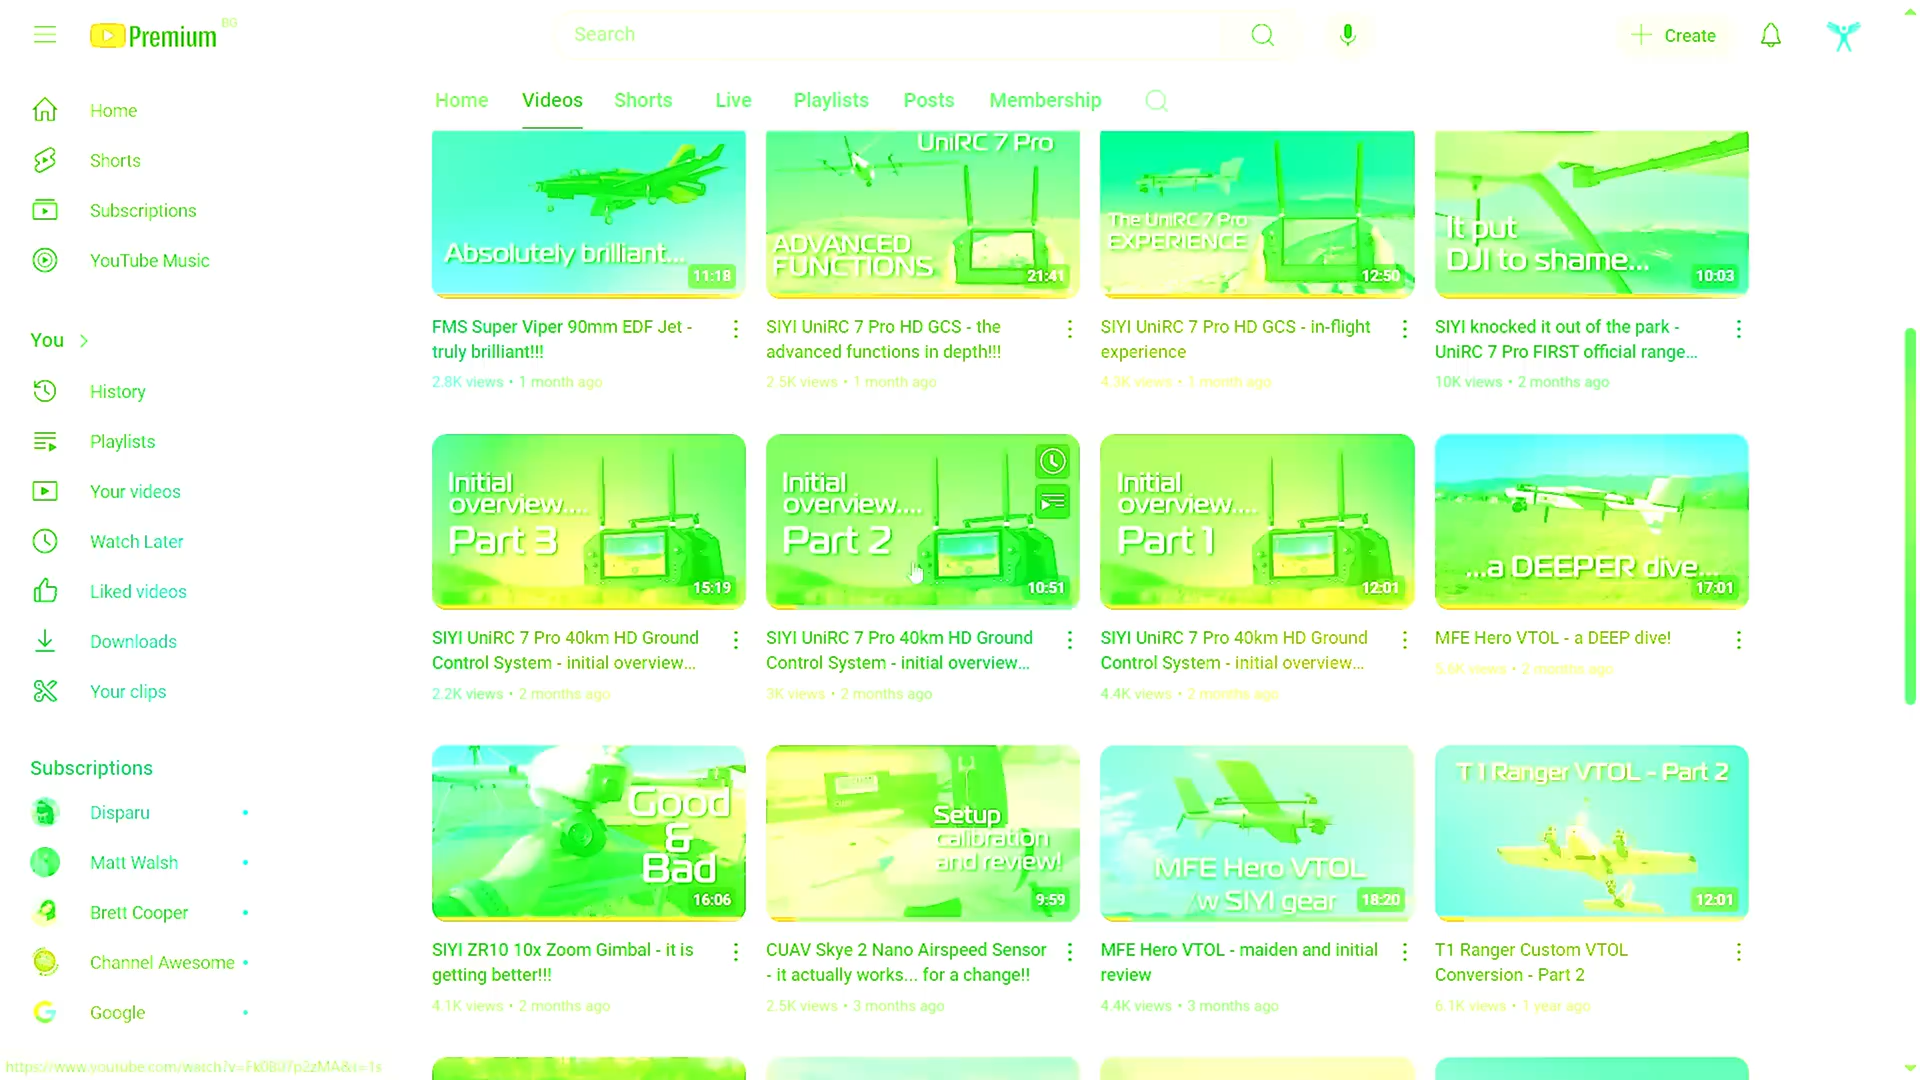 Premium BG
Search
Create
Home
Shorts
Subscriptions
YouTube Music
You
History
Playlists
Your videos
Watch Later
Liked videos
Downloads
Your clips
Subscriptions
Disparu
Matt Walsh
Brett Cooper
Channel Awesome
Google
Home Videos Shorts Live Playlists Posts Membership
Absolutely brilliant...
11:18
FMS Super Viper 90mm EDF Jet -
truly brilliant!!!
2.8K views • 1 month ago
UniRC 7 Pro
ADVANCED
FUNCTIONS
21:41
SIYI UniRC 7 Pro HD GCS - the
advanced functions in depth!!!
2.5K views • 1 month ago
The UniRC 7 Pro
EXPERIENCE
12:50
SIYI UniRC 7 Pro HD GCS - in-flight
experience
4.3K views • 1 month ago
It put
DJI to shame...
10:03
SIYI knocked it out of the park -
UniRC 7 Pro FIRST official range...
10K views • 2 months ago
Initial
overview....
Part 3
15:19
SIYI UniRC 7 Pro 40km HD Ground
Control System - initial overview...
2.2K views • 2 months ago
Initial
overview....
Part 2
10:51
SIYI UniRC 7 Pro 40km HD Ground
Control System - initial overview...
3K views • 2 months ago
Initial
overview....
Part 1
12:01
SIYI UniRC 7 Pro 40km HD Ground
Control System - initial overview...
4.4K views • 2 months ago
...a DEEPER dive...
17:01
MFE Hero VTOL - a DEEP dive!
5.6K views • 2 months ago
Good
&
Bad
16:06
SIYI ZR10 10x Zoom Gimbal - it is
getting better!!!
4.1K views • 2 months ago
Setup
calibration
and review!
9:59
CUAV Skye 2 Nano Airspeed Sensor
- it actually works... for a change!!
2.5K views • 3 months ago
MFE Hero VTOL
/w SIYI gear
18:20
MFE Hero VTOL - maiden and initial
review
4.4K views • 3 months ago
T1 Ranger VTOL - Part 2
12:01
T1 Ranger Custom VTOL
Conversion - Part 2
6.1K views • 1 year ago